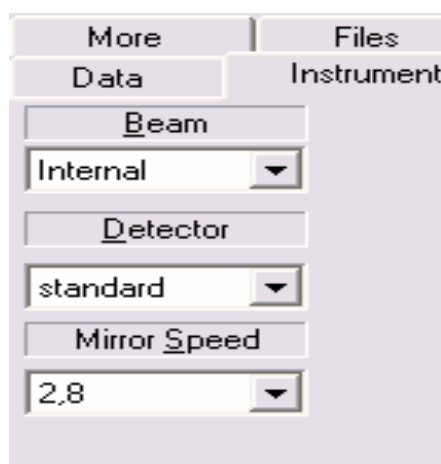 More Files
Data Instrument
Beam
Internal
Detector
standard
Mirror Speed
2,8